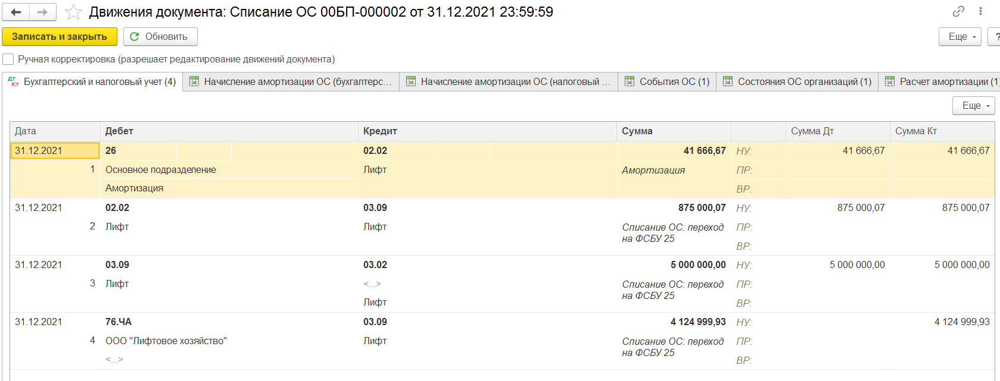 Движения документа: Списание ОС 00БП-000002 от 31.12.2021 23:59:59
Записать и закрыть Обновить Еще ?
Ручная корректировка (разрешает редактирование движений документа)
Дт Кт Бухгалтерский и налоговый учет (4) Начисление амортизации ОС (бухгалтерс... Начисление амортизации ОС (налоговый ... События ОС (1) Состояния ОС организаций (1) Расчет амортизации (1)
Еще
Дата Дебет Кредит Сумма Сумма Дт Сумма Кт
31.12.2021 26 02.02 41 666,67 НУ: 41 666,67 41 666,67
1 Основное подразделение Лифт Амортизация ПР:
Амортизация ВР:
31.12.2021 02.02 03.09 875 000,07 НУ: 875 000,07 875 000,07
2 Лифт Лифт Списание ОС: переход ПР:
на ФСБУ 25
ВР:
31.12.2021 03.09 03.02 5 000 000,00 НУ: 5 000 000,00 5 000 000,00
3 Лифт <...> Списание ОС: переход ПР:
на ФСБУ 25
Лифт ВР:
31.12.2021 76.ЧА 03.09 4 124 999,93 НУ: 4 124 999,93
4 ООО "Лифтовое хозяйство" Лифт Списание ОС: переход ПР:
на ФСБУ 25
<...> ВР: